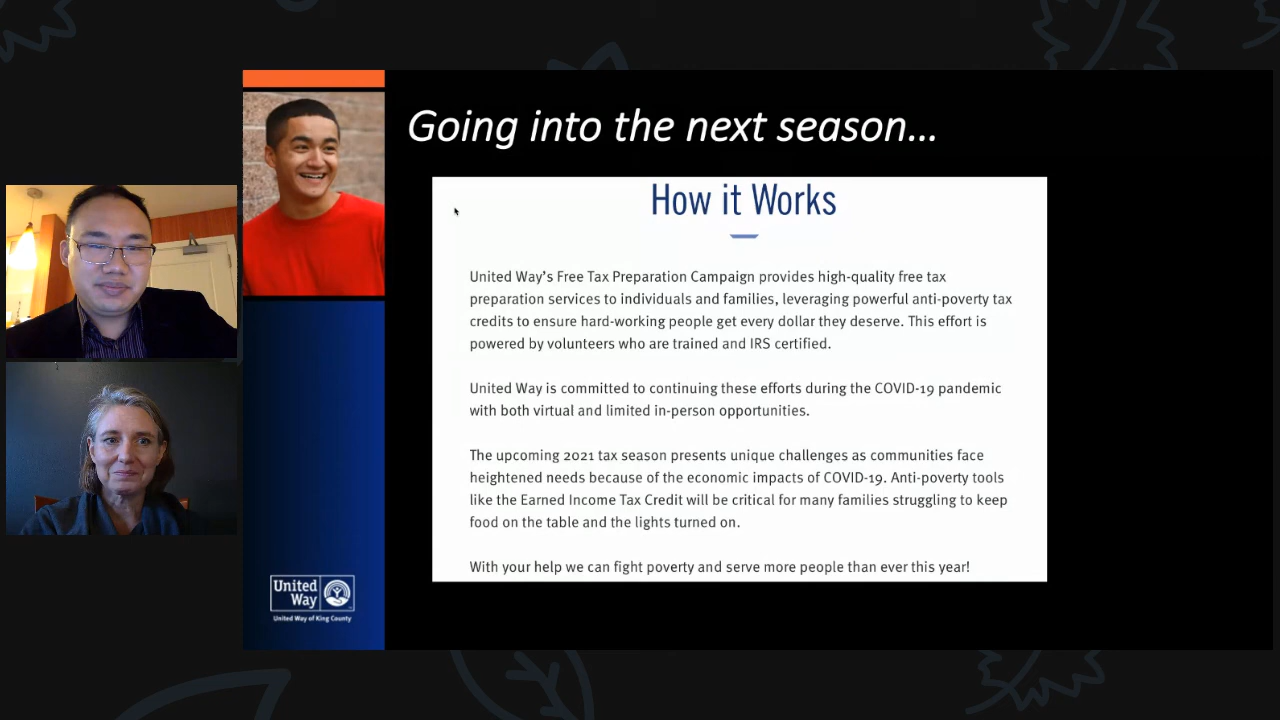 Going into the next season...
How it Works
United Way's Free Tax Preparation Campaign provides high-quality free tax
preparation services to individuals and families, leveraging powerful anti-poverty tax
credits to ensure hard-working people get every dollar they deserve. This effort is
powered by volunteers who are trained and IRS certified.
United Way is committed to continuing these efforts during the COVID-19 pandemic
with both virtual and limited in-person opportunities.
The upcoming 2021 tax season presents unique challenges as communities face
heightened needs because of the economic impacts of COVID-19. Anti-poverty tools
like the Earned Income Tax Credit will be critical for many families struggling to keep
food on the table and the lights turned on.
With your help we can fight poverty and serve more people than ever this year!
United
Way
United Way of King County